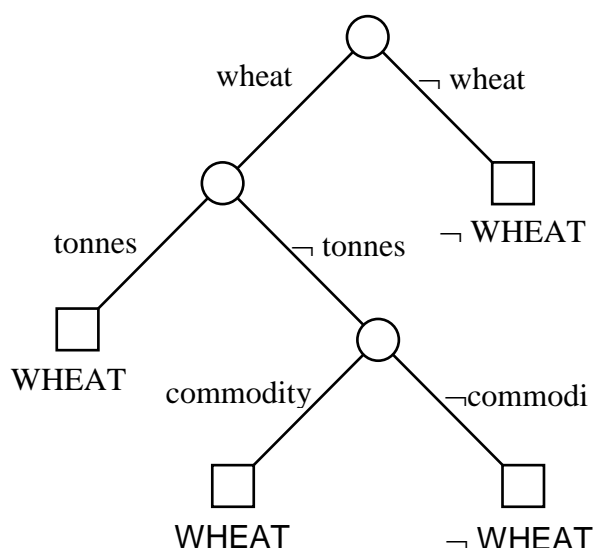 wheat ¬ wheat
¬ WHEAT
tonnes ¬ tonnes
WHEAT
commodity ¬commodi
WHEAT ¬ WHEAT